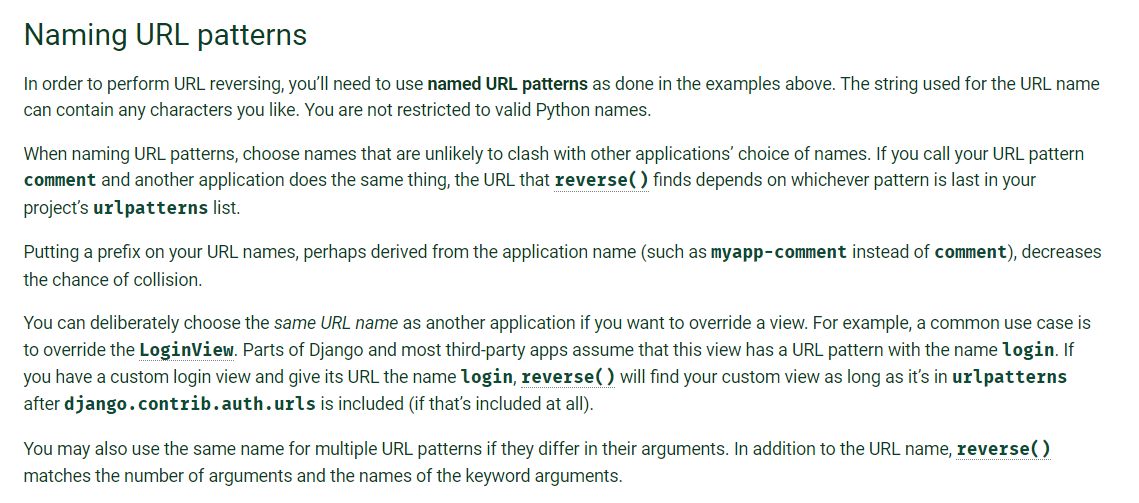 Naming URL patterns
In order to perform URL reversing, you’ll need to use named URL patterns as done in the examples above. The string used for the URL name
can contain any characters you like. You are not restricted to valid Python names.
When naming URL patterns, choose names that are unlikely to clash with other applications’ choice of names. If you call your URL pattern
comment and another application does the same thing, the URL that reverse() finds depends on whichever pattern is last in your
project’s urlpatterns list.
Putting a prefix on your URL names, perhaps derived from the application name (such as myapp-comment instead of comment), decreases
the chance of collision.
You can deliberately choose the same URL name as another application if you want to override a view. For example, a common use case is
to override the LoginView. Parts of Django and most third-party apps assume that this view has a URL pattern with the name login. If
you have a custom login view and give its URL the name login, reverse() will find your custom view as long as it’s in urlpatterns
after django.contrib.auth.urls is included (if that’s included at all).
You may also use the same name for multiple URL patterns if they differ in their arguments. In addition to the URL name, reverse()
matches the number of arguments and the names of the keyword arguments.